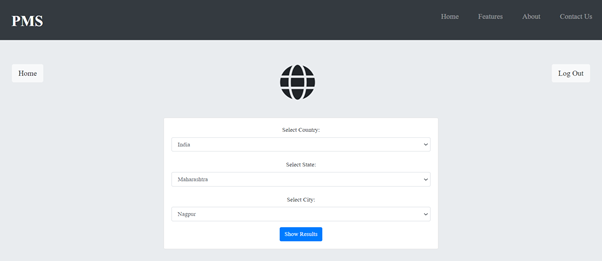 PMS
Home Features About Contact Us
Home
Log Out
Select Country:
India
Select State:
Maharashtra
Select City:
Nagpur
Show Results